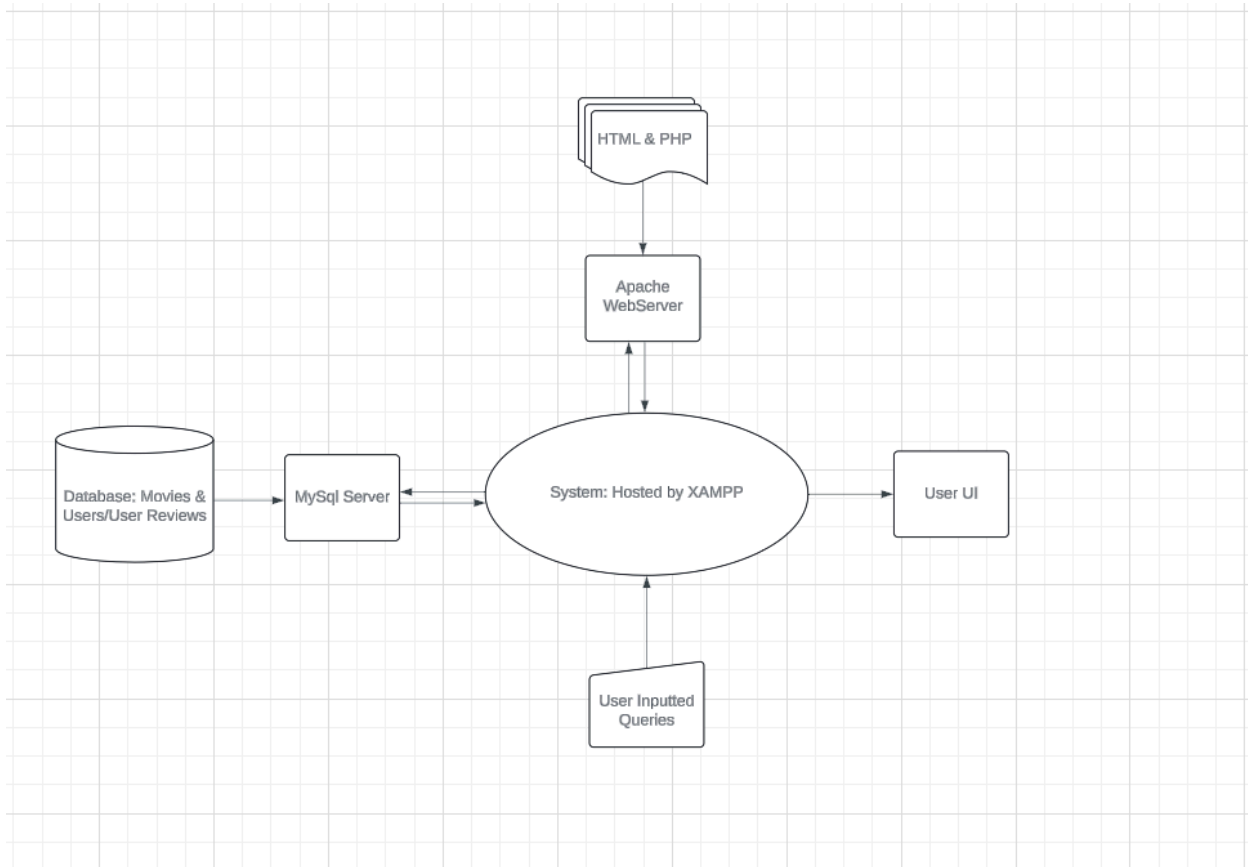 HTML & PHP
Apache
WebServer
Database: Movies &
Users/User Reviews
MySql Server
System: Hosted by XAMPP
User UI
User Inputted
Queries